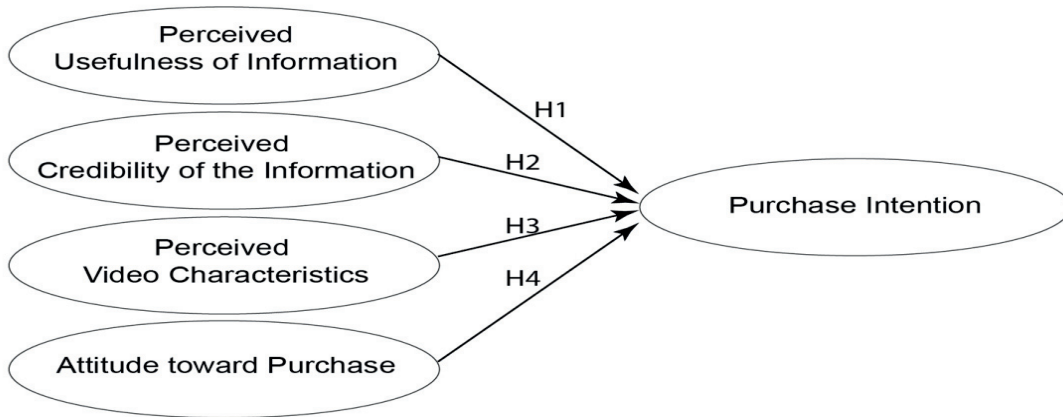 Perceived
Usefulness of Information
H1
Perceived
Credibility of the Information
H2
Purchase Intention
Perceived
Video Characteristics
H3
H4
Attitude toward Purchase